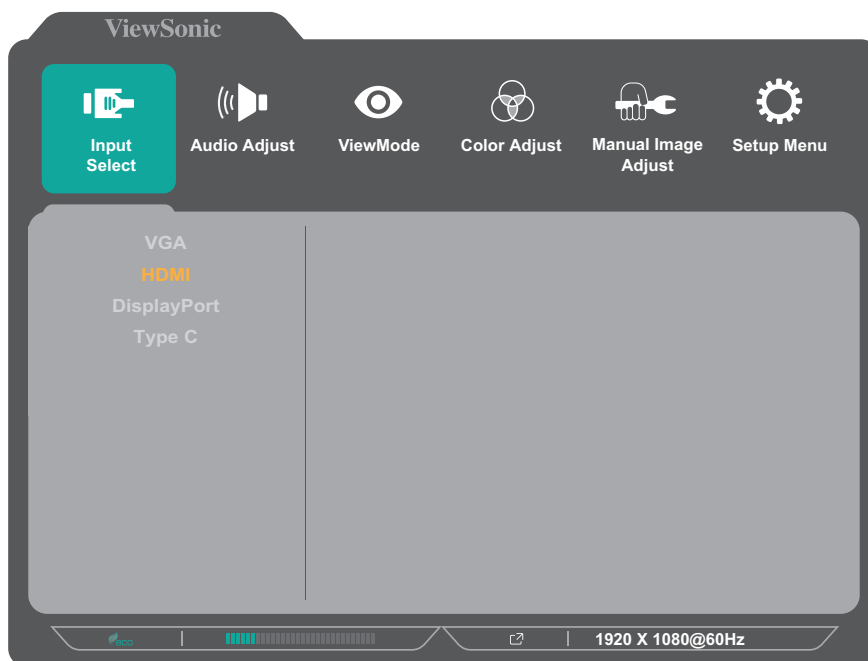 ViewSonic
Input
Select
Audio Adjust
ViewMode
Color Adjust
Manual Image
Adjust
Setup Menu
VGA
HDMI
DisplayPort
Type C
eco
1920 X 1080@60Hz